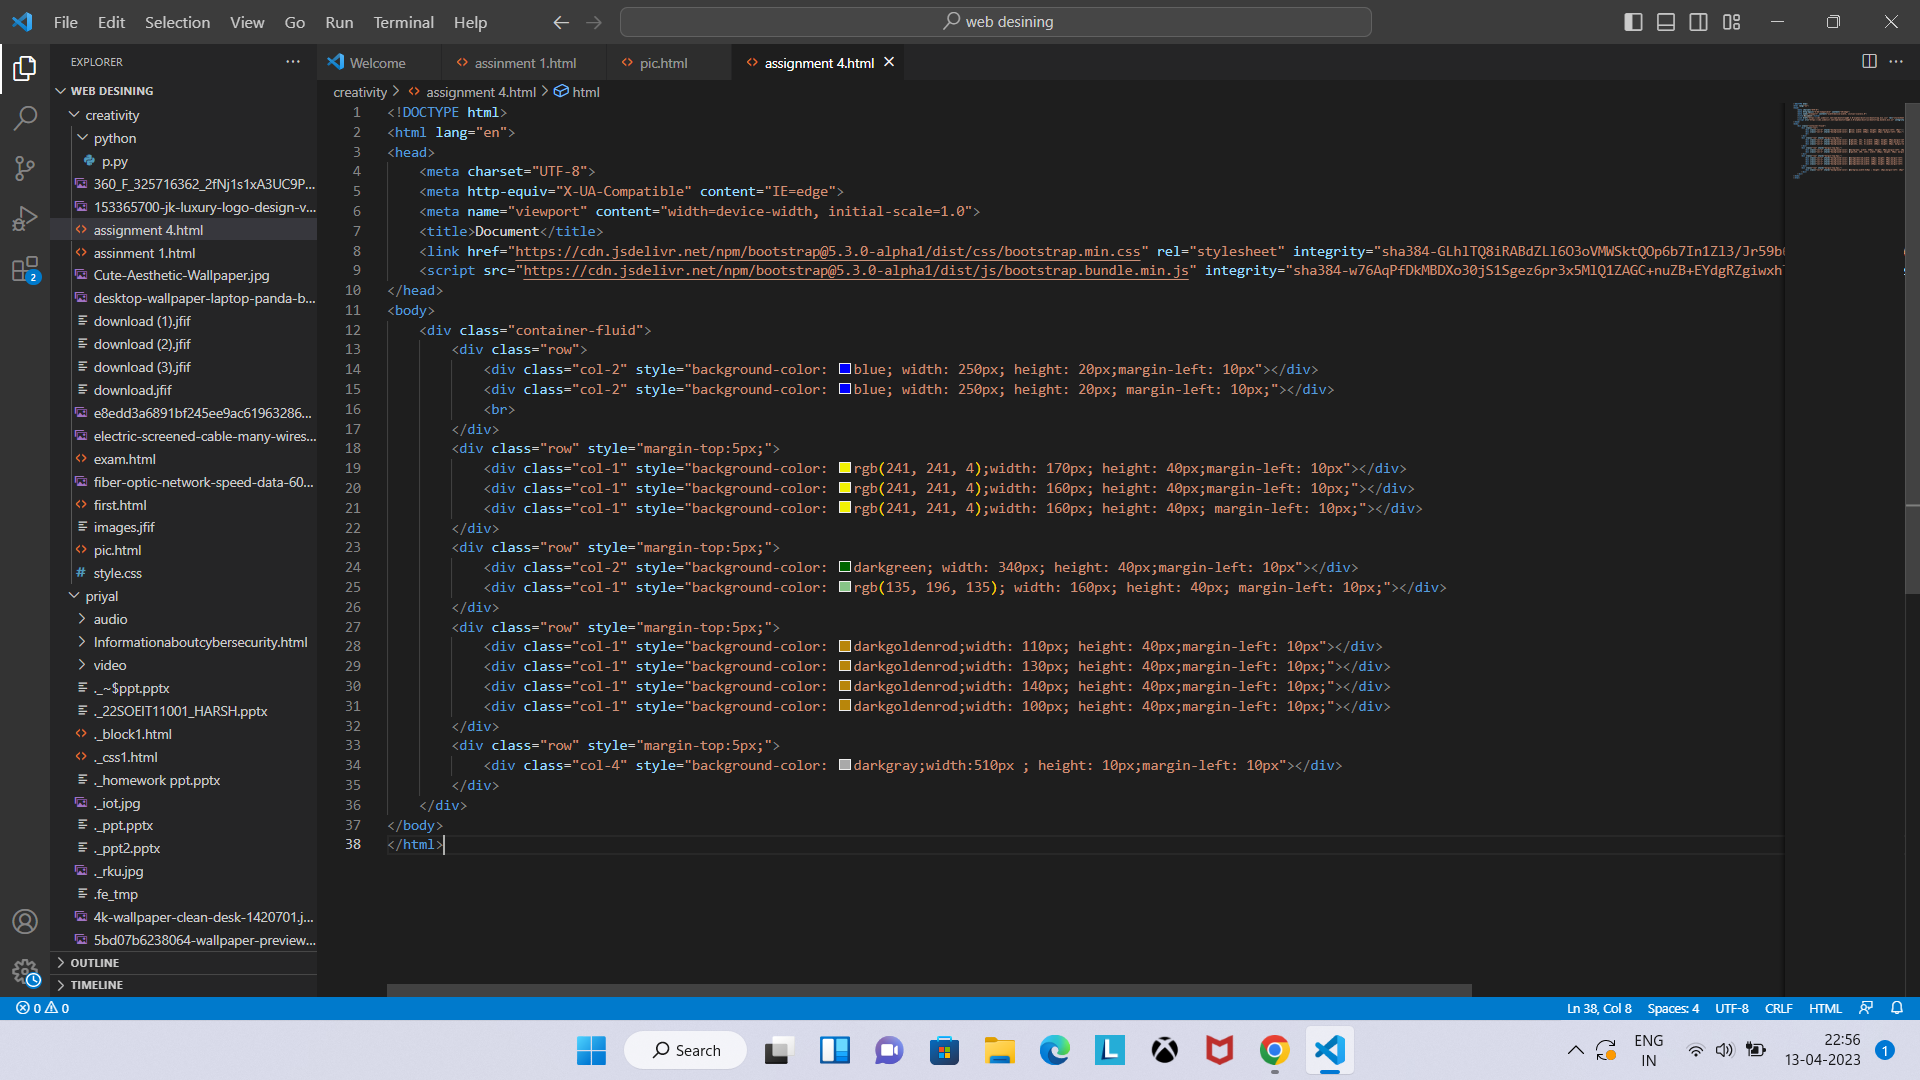 File Edit Selection View Go Run Terminal Help
web desining
EXPLORER
WEB DESINING
creativity
python
p.py
360_F_325716362_2fNj1s1xA3UC9P...
153365700-jk-luxury-logo-design-v...
assignment 4.html
assinment 1.html
Cute-Aesthetic-Wallpaper.jpg
desktop-wallpaper-laptop-panda-b...
download (1).jfif
download (2).jfif
download (3).jfif
download.jfif
e8edd3a6891bf245ee9ac61963286...
electric-screened-cable-many-wires...
exam.html
fiber-optic-network-speed-data-60...
first.html
images.jfif
pic.html
style.css
priyal
audio
Informationaboutcybersecurity.html
video
._~$ppt.pptx
._22SOEIT11001_HARSH.pptx
._block1.html
._css1.html
._homework ppt.pptx
._iot.jpg
._ppt.pptx
._ppt2.pptx
._rku.jpg
.fe_tmp
4k-wallpaper-clean-desk-1420701.j...
5bd07b6238064-wallpaper-preview...
OUTLINE
TIMELINE
2
Welcome assinment 1.html pic.html assignment 4.html
creativity > assignment 4.html > html
1 <!DOCTYPE html>
2 <html lang="en">
3 <head>
4 <meta charset="UTF-8">
5 <meta http-equiv="X-UA-Compatible" content="IE=edge">
6 <meta name="viewport" content="width=device-width, initial-scale=1.0">
7 <title>Document</title>
8 <link href="https://cdn.jsdelivr.net/npm/bootstrap@5.3.0-alpha1/dist/css/bootstrap.min.css" rel="stylesheet" integrity="sha384-GLhlTQ8iRABdZLl6O3oVMWSktQOp6b7In1Zl3/Jr59b
9 <script src="https://cdn.jsdelivr.net/npm/bootstrap@5.3.0-alpha1/dist/js/bootstrap.bundle.min.js" integrity="sha384-w76AqPfDkMBDXo30jS1Sgez6pr3x5MlQ1ZAGC+nuZB+EYdgRZgiwxh
10 </head>
11 <body>
12 <div class="container-fluid">
13 <div class="row">
14 <div class="col-2" style="background-color: blue; width: 250px; height: 20px;margin-left: 10px"></div>
15 <div class="col-2" style="background-color: blue; width: 250px; height: 20px; margin-left: 10px;"></div>
16 <br>
17 </div>
18 <div class="row" style="margin-top:5px;">
19 <div class="col-1" style="background-color: rgb(241, 241, 4);width: 170px; height: 40px;margin-left: 10px"></div>
20 <div class="col-1" style="background-color: rgb(241, 241, 4);width: 160px; height: 40px;margin-left: 10px;"></div>
21 <div class="col-1" style="background-color: rgb(241, 241, 4);width: 160px; height: 40px; margin-left: 10px;"></div>
22 </div>
23 <div class="row" style="margin-top:5px;">
24 <div class="col-2" style="background-color: darkgreen; width: 340px; height: 40px;margin-left: 10px"></div>
25 <div class="col-1" style="background-color: rgb(135, 196, 135); width: 160px; height: 40px; margin-left: 10px;"></div>
26 </div>
27 <div class="row" style="margin-top:5px;">
28 <div class="col-1" style="background-color: darkgoldenrod;width: 110px; height: 40px;margin-left: 10px"></div>
29 <div class="col-1" style="background-color: darkgoldenrod;width: 130px; height: 40px;margin-left: 10px;"></div>
30 <div class="col-1" style="background-color: darkgoldenrod;width: 140px; height: 40px;margin-left: 10px;"></div>
31 <div class="col-1" style="background-color: darkgoldenrod;width: 100px; height: 40px;margin-left: 10px;"></div>
32 </div>
33 <div class="row" style="margin-top:5px;">
34 <div class="col-4" style="background-color: darkgray;width:510px ; height: 10px;margin-left: 10px"></div>
35 </div>
36 </div>
37 </body>
38 </html>
0 0
Ln 38, Col 8 Spaces: 4 UTF-8 CRLF HTML
Search
ENG
IN
22:56
13-04-2023
1